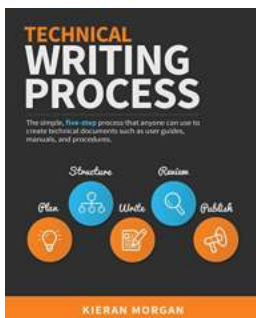 TECHNICAL
WRITING
PROCESS
The simple, five-step process that anyone can use to
create technical documents such as user guides,
manuals, and procedures.
Structure Review
Plan Write Publish
KIERAN MORGAN